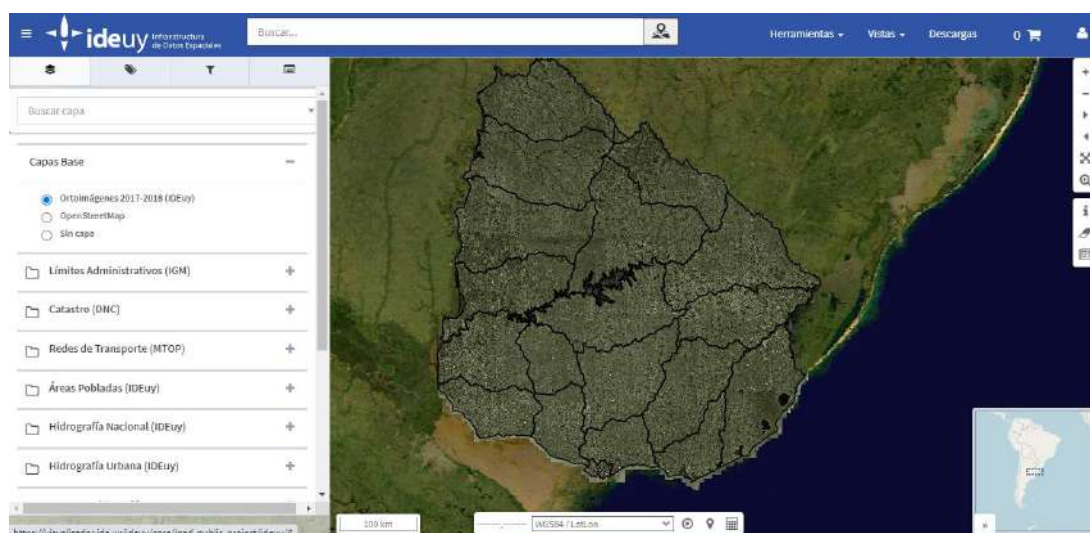 ideuy Infraestructura
de Datos Espaciales
Buscar...
Herramientas
Vistas
Descargas
0
Buscar capa
Capas Base
Ortoimágenes 2017-2018 (IDEuy)
OpenStreetMap
Sin capa
Límites Administrativos (IGM)
Catastro (DNC)
Redes de Transporte (MTOP)
Áreas Pobladas (IDEuy)
Hidrografía Nacional (IDEuy)
Hidrografía Urbana (IDEuy)
100 km
WGS84 / LatLon